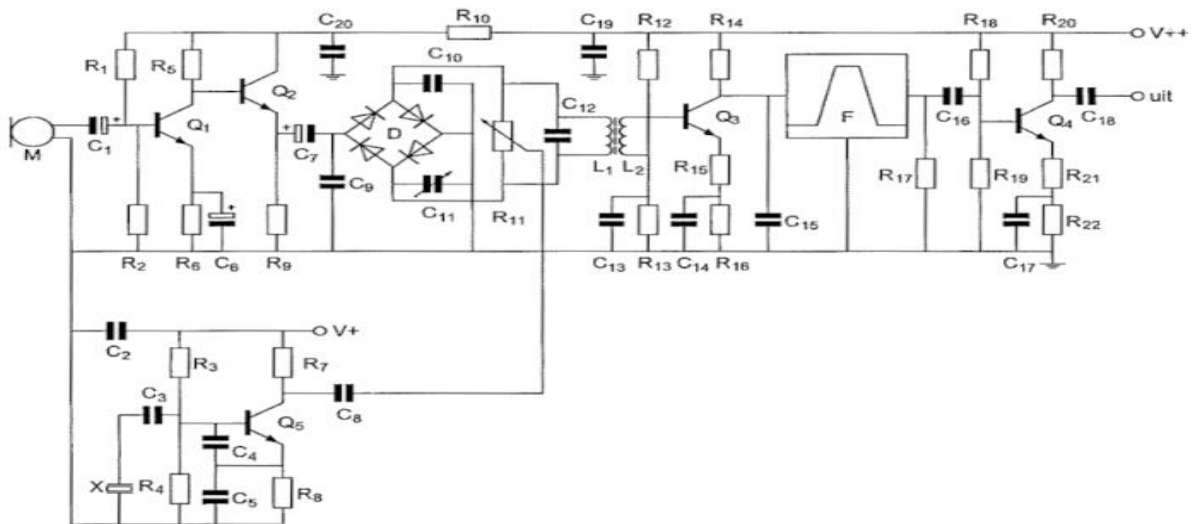 C20 R10 C19 R12 R14 R18 R20
V++
R1 R5 C10
Q2 C12 uit
M C1 + Q1 + C7 D Q3 F C16 Q4 C18
C9 L1 L2 R15 R17 R19 R21
C11 R11 C15
+ R22
R2 R6 C6 R9 C13 R13 C14 R16 C17
V+
C2 R3 R7
C3 C8
Q5
C4
X R4 C5 R8